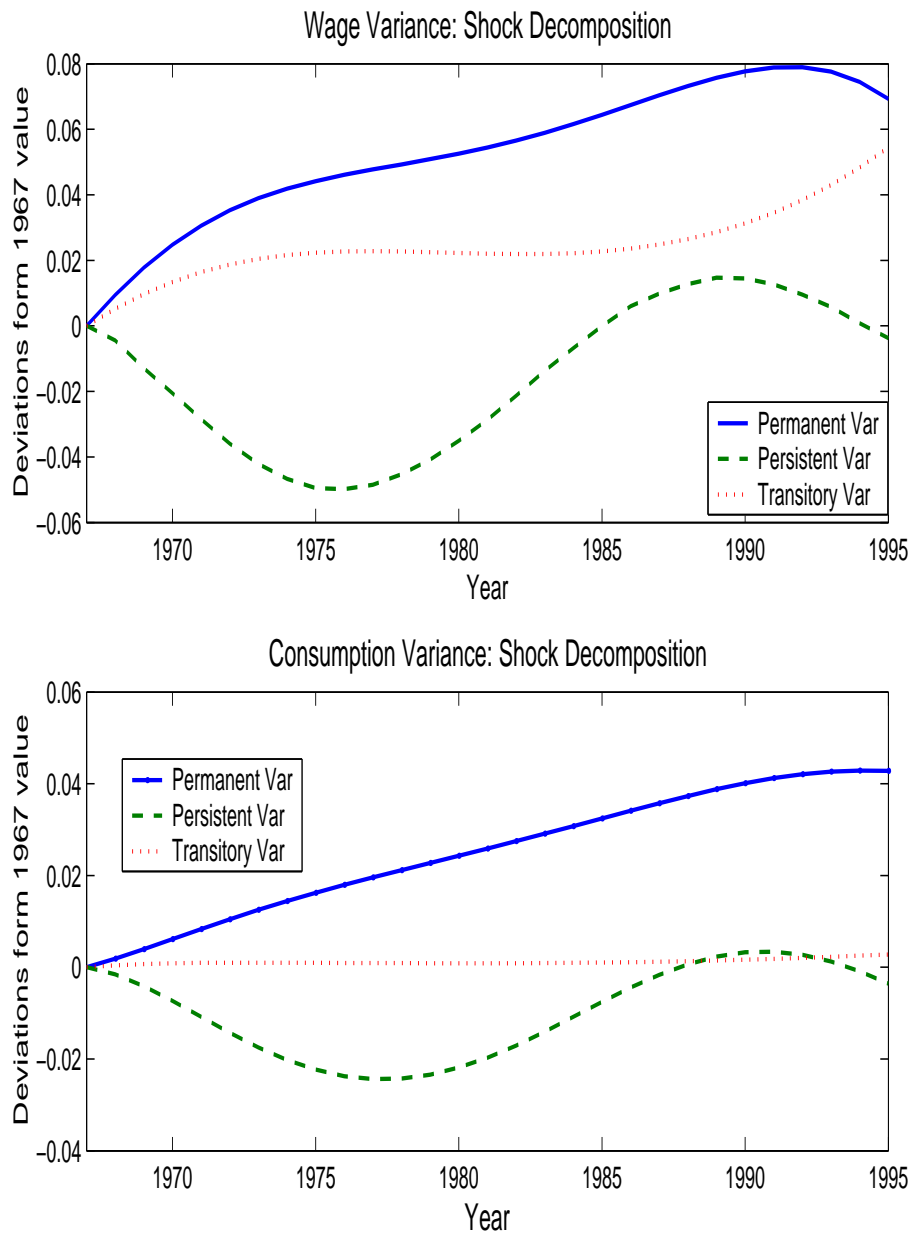 Wage Variance: Shock Decomposition
Deviations form 1967 value
0.08
0.06
0.04
0.02
0
−0.02
−0.04
−0.06
Permanent Var
Persistent Var
Transitory Var
1970 1975 1980 1985 1990 1995
Year
Consumption Variance: Shock Decomposition
Deviations form 1967 value
0.06
0.04
0.02
0
−0.02
−0.04
Permanent Var
Persistent Var
Transitory Var
1970 1975 1980 1985 1990 1995
Year